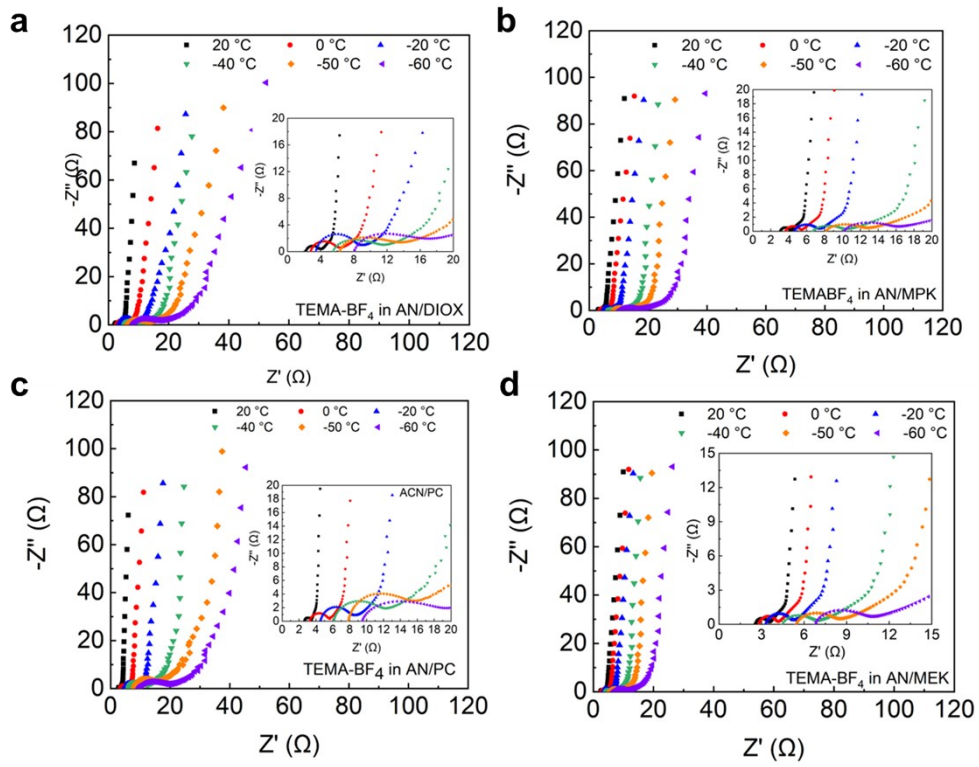 a
120
100
80
60
40
20
0
-Z" (Ω)
20 °C 0 °C -20 °C
-40 °C -50 °C -60 °C
20
16
12
8
4
0
-Z" (Ω)
0 4 8 12 16 20
Z' (Ω)
TEMA-BF4 in AN/DIOX
0 20 40 60 80 100 120
Z' (Ω)
b
120
100
80
60
40
20
0
-Z" (Ω)
20 °C 0 °C -20 °C
-40 °C -50 °C -60 °C
20
18
16
14
12
10
8
6
4
2
0
-Z" (Ω)
0 2 4 6 8 10 12 14 16 18 20
Z' (Ω)
TEMABF4 in AN/MPK
0 20 40 60 80 100 120
Z' (Ω)
c
120
100
80
60
40
20
0
-Z" (Ω)
20 °C 0 °C -20 °C
-40 °C -50 °C -60 °C
ACN/PC
20
18
16
14
12
10
8
6
4
2
0
-Z" (Ω)
0 2 4 6 8 10 12 14 16 18 20
Z' (Ω)
TEMA-BF4 in AN/PC
0 20 40 60 80 100 120
Z' (Ω)
d
120
100
80
60
40
20
0
-Z" (Ω)
20 °C 0 °C -20 °C
-40 °C -50 °C -60 °C
15
12
9
6
3
0
-Z" (Ω)
3 6 9 12 15
Z' (Ω)
TEMA-BF4 in AN/MEK
0 20 40 60 80 100 120
Z' (Ω)